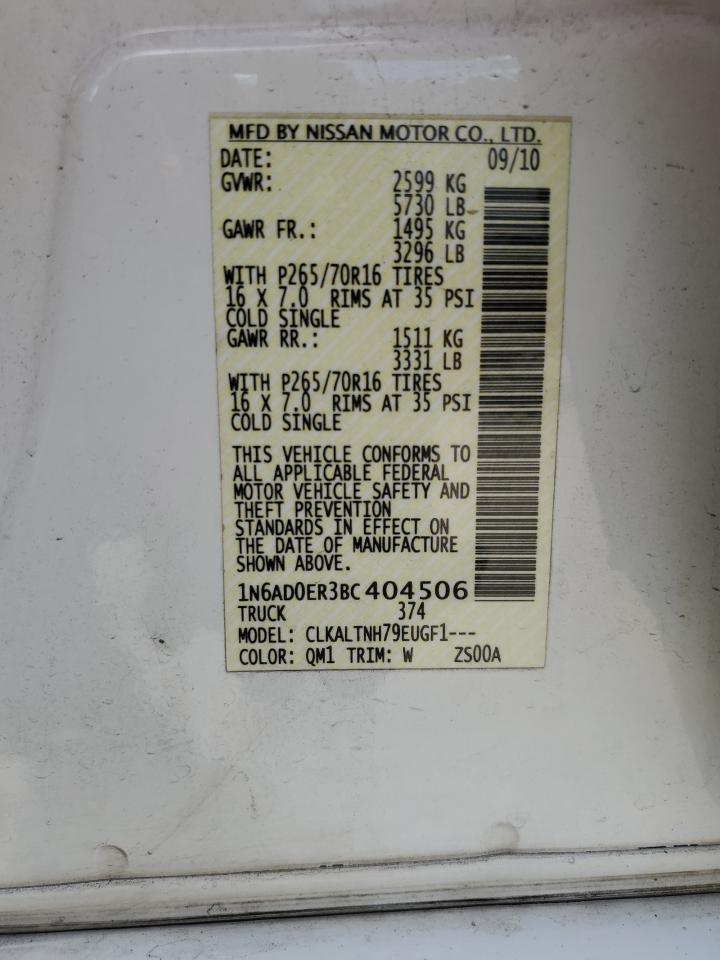 MFD BY NISSAN MOTOR CO., LTD.
DATE: 09/10
GVWR: 2599 KG
5730 LB
GAWR FR.: 1495 KG
3296 LB
WITH P265/70R16 TIRES
16 X 7.0 RIMS AT 35 PSI
COLD SINGLE
GAWR RR.: 1511 KG
3331 LB
WITH P265/70R16 TIRES
16 X 7.0 RIMS AT 35 PSI
COLD SINGLE
THIS VEHICLE CONFORMS TO
ALL APPLICABLE FEDERAL
MOTOR VEHICLE SAFETY AND
THEFT PREVENTION
STANDARDS IN EFFECT ON
THE DATE OF MANUFACTURE
SHOWN ABOVE.
1N6AD0ER3BC404506
TRUCK 374
MODEL: CLKALTNH79EUGF1---
COLOR: QM1 TRIM: W ZS00A